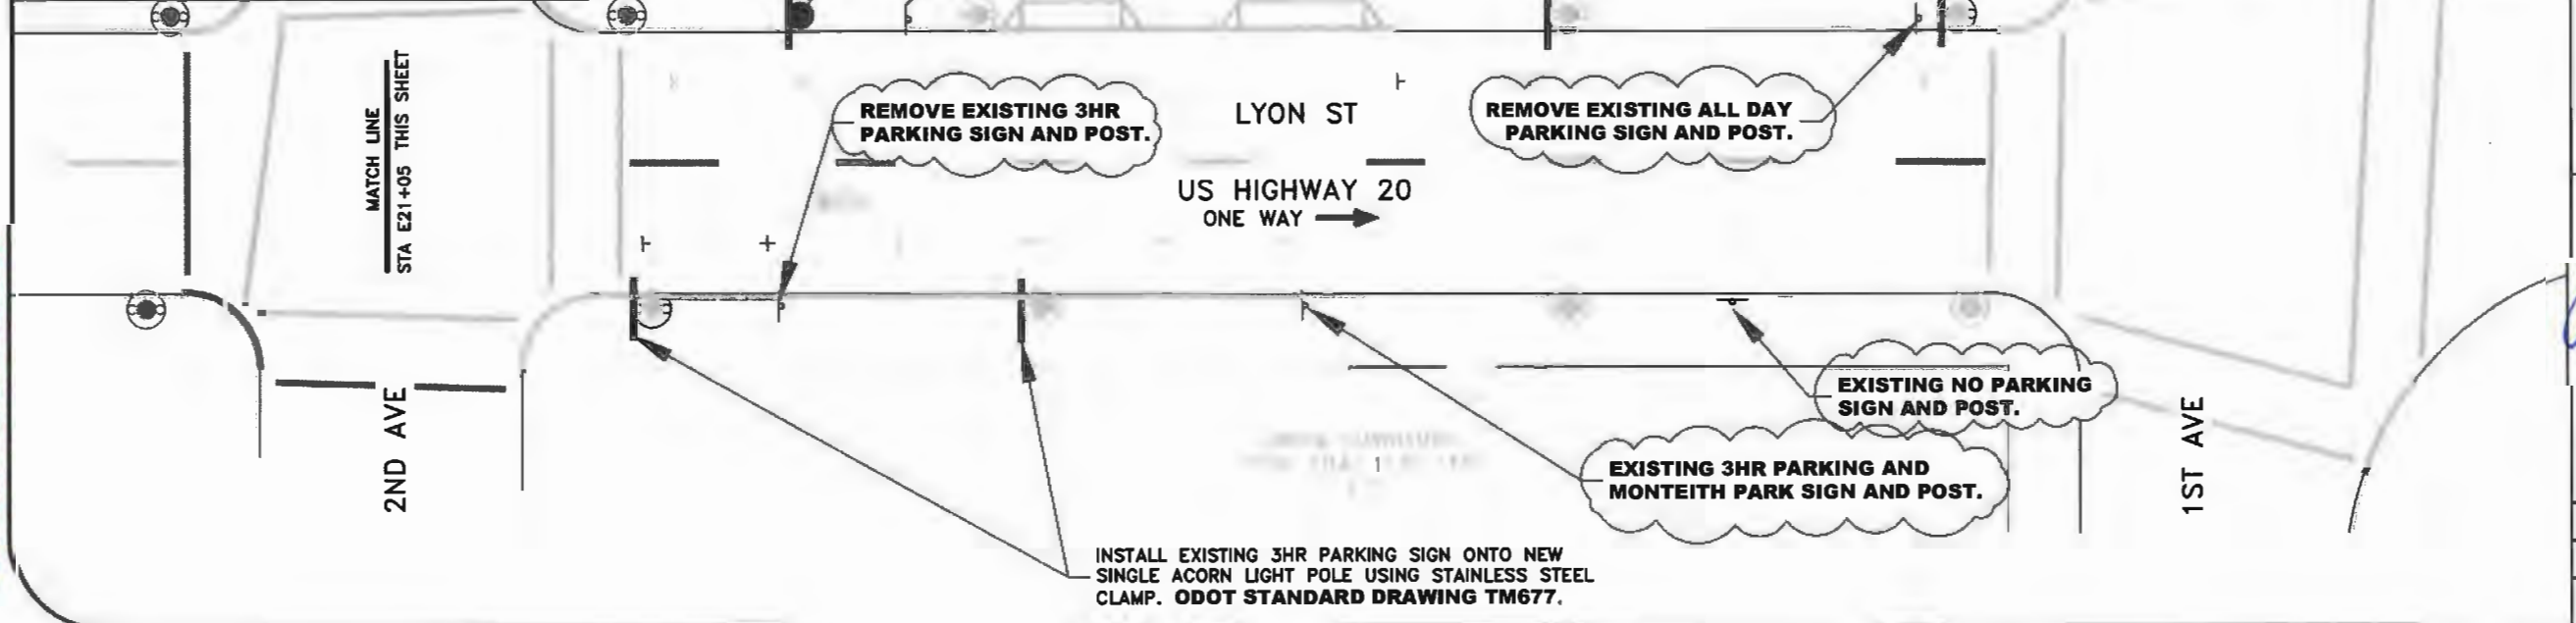 MATCH LINE
STA E21+05 THIS SHEET
REMOVE EXISTING 3HR
PARKING SIGN AND POST.
LYON ST
REMOVE EXISTING ALL DAY
PARKING SIGN AND POST.
US HIGHWAY 20
ONE WAY
2ND AVE
EXISTING NO PARKING
SIGN AND POST.
EXISTING 3HR PARKING AND
MONTEITH PARK SIGN AND POST.
1ST AVE
INSTALL EXISTING 3HR PARKING SIGN ONTO NEW
SINGLE ACORN LIGHT POLE USING STAINLESS STEEL
CLAMP. ODOT STANDARD DRAWING TM677.